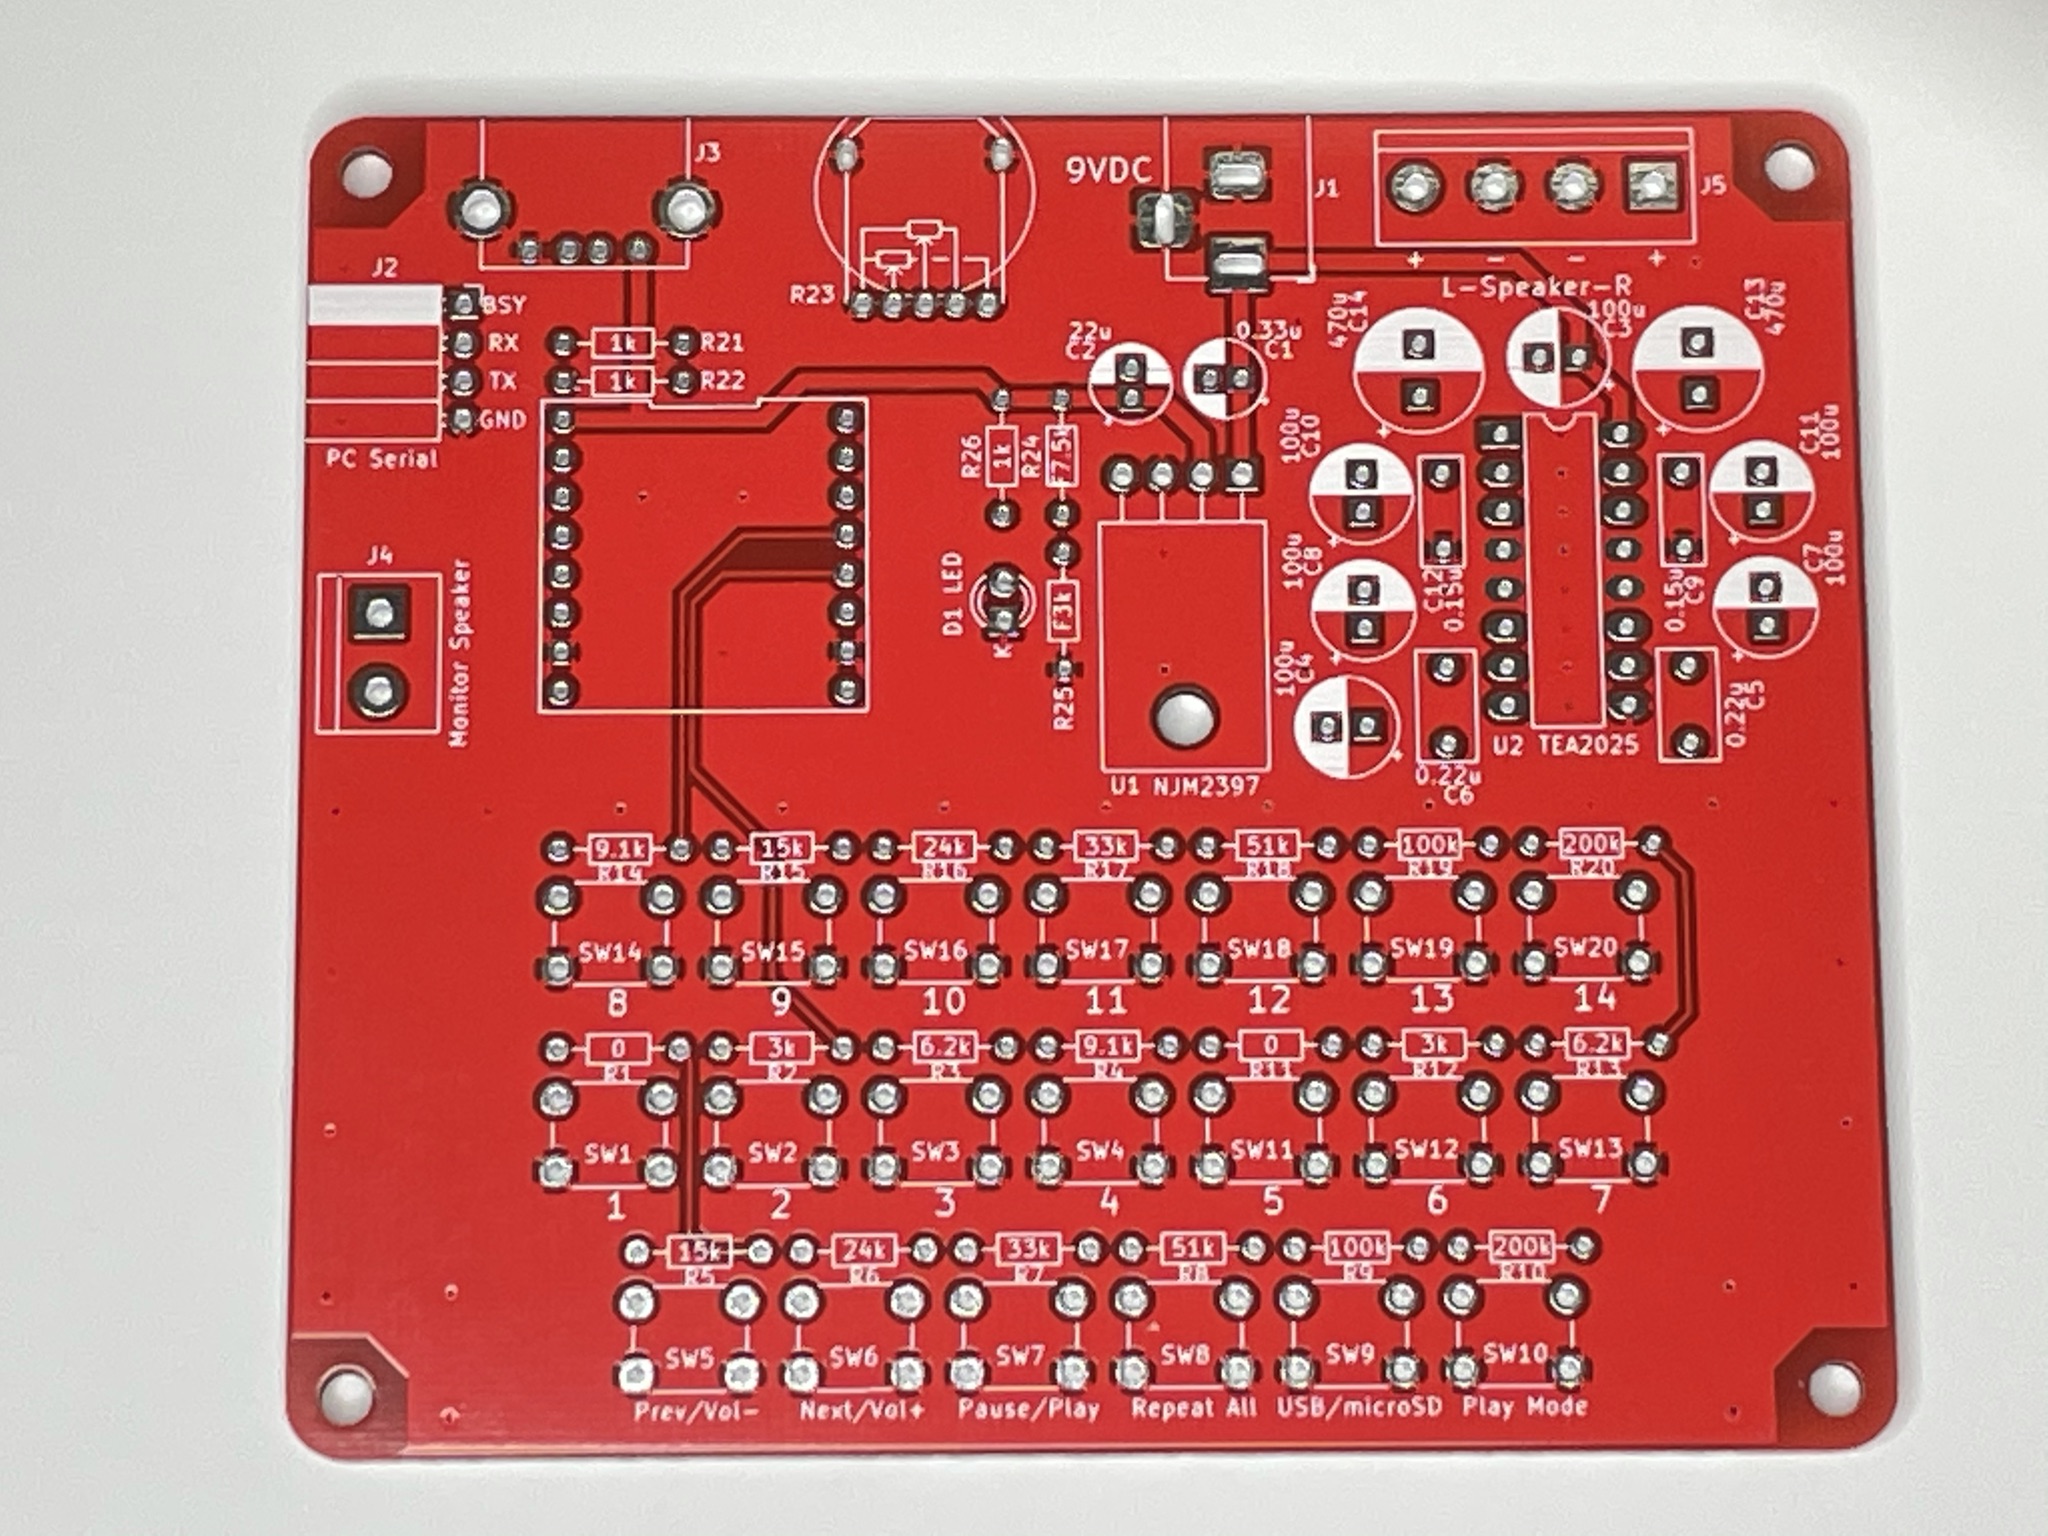 J3
9VDC
J1
J5
J2
BSY
RX
TX
GND
PC Serial
R23
+ - - +
L-Speaker-R
1k R21
1k R22
22u
C2
0.33u
C1
470u
C14
100u
C3
C13
470u
R26
1k
R24
F7.5k
100u
C10
C11
100u
J4
Monitor Speaker
D1 LED
K
F3k
R25
100u
C8
C12
0.15u
0.15u
C9
C7
100u
100u
C4
0.22u
C6
0.22u
C5
U1 NJM2397
U2 TEA2025
9.1k 15k 24k 33k 51k 100k 200k
R14 R15 R16 R17 R18 R19 R20
SW14 SW15 SW16 SW17 SW18 SW19 SW20
8 9 10 11 12 13 14
0 3k 6.2k 9.1k 0 3k 6.2k
R1 R2 R3 R4 R11 R12 R13
SW1 SW2 SW3 SW4 SW11 SW12 SW13
1 2 3 4 5 6 7
15k 24k 33k 51k 100k 200k
R5 R6 R7 R8 R9 R10
SW5 SW6 SW7 SW8 SW9 SW10
Prev/Vol- Next/Vol+ Pause/Play Repeat All USB/microSD Play Mode